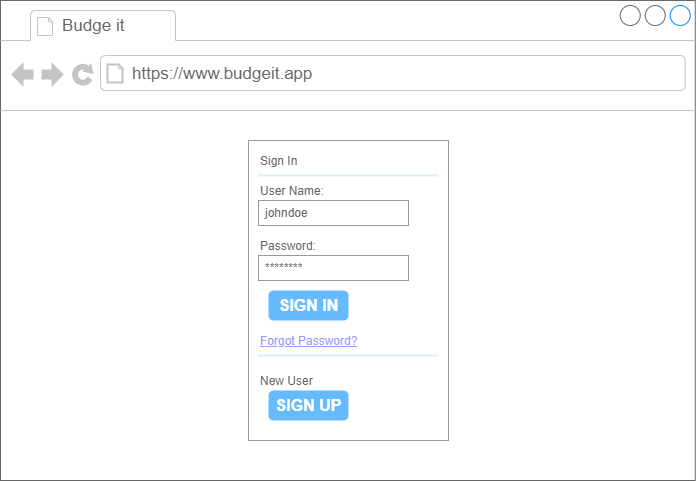 Budge it
https://www.budgeit.app
Sign In
User Name:
johndoe
Password:
********
SIGN IN
Forgot Password?
New User
SIGN UP